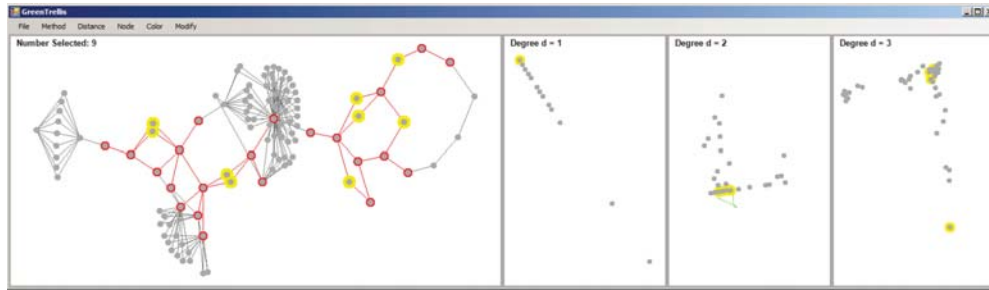 GreenTrellis
File Method Distance Node Color Modify
Number Selected: 9
Degree d = 1
Degree d = 2
Degree d = 3